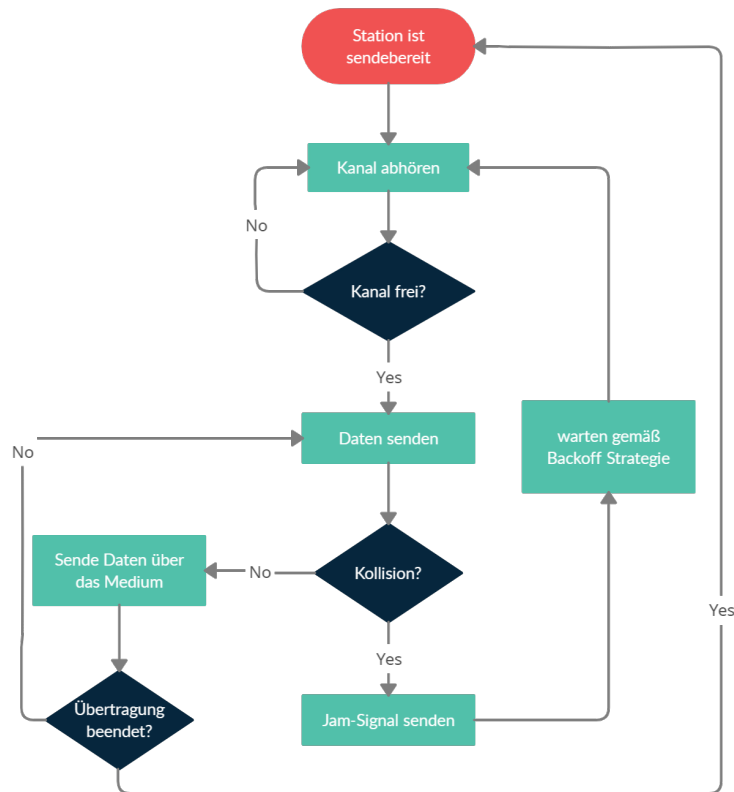 Station ist
sendebereit
Kanal abhören
No
Kanal frei?
Yes
Daten senden
warten gemäß
Backoff Strategie
No
Sende Daten über
das Medium
No
Kollision?
Yes
Yes
Jam-Signal senden
Übertragung
beendet?